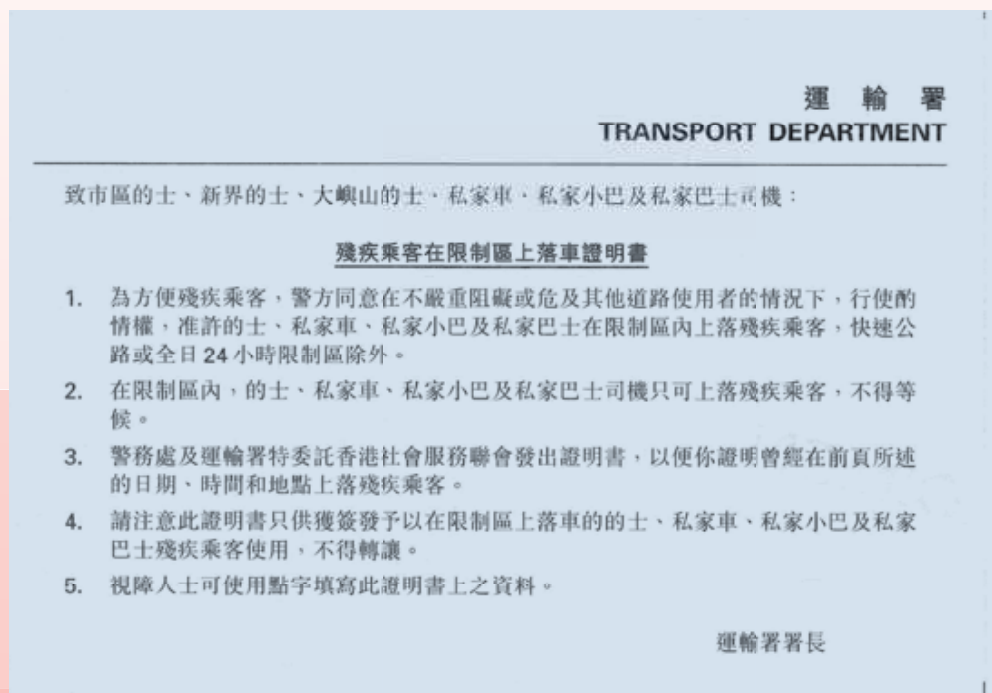 運輸署
TRANSPORT DEPARTMENT
致市區的士、新界的士、大嶼山的士、私家車、私家小巴及私家巴士司機：
殘疾乘客在限制區上落車證明書
1. 為方便殘疾乘客，警方同意在不嚴重阻礙或危及其他道路使用者的情況下，行使酌
情權，准許的士、私家車、私家小巴及私家巴士在限制區內上落殘疾乘客，快速公
路或全日24小時限制區除外。
2. 在限制區內，的士、私家車、私家小巴及私家巴士司機只可上落殘疾乘客，不得等
候。
3. 警務處及運輸署特委託香港社會服務聯會發出證明書，以便你證明曾經在前頁所述
的日期、時間和地點上落殘疾乘客。
4. 請注意此證明書只供獲簽發予以在限制區上落車的的士、私家車、私家小巴及私家
巴士殘疾乘客使用，不得轉讓。
5. 視障人士可使用點字填寫此證明書上之資料。
運輸署署長